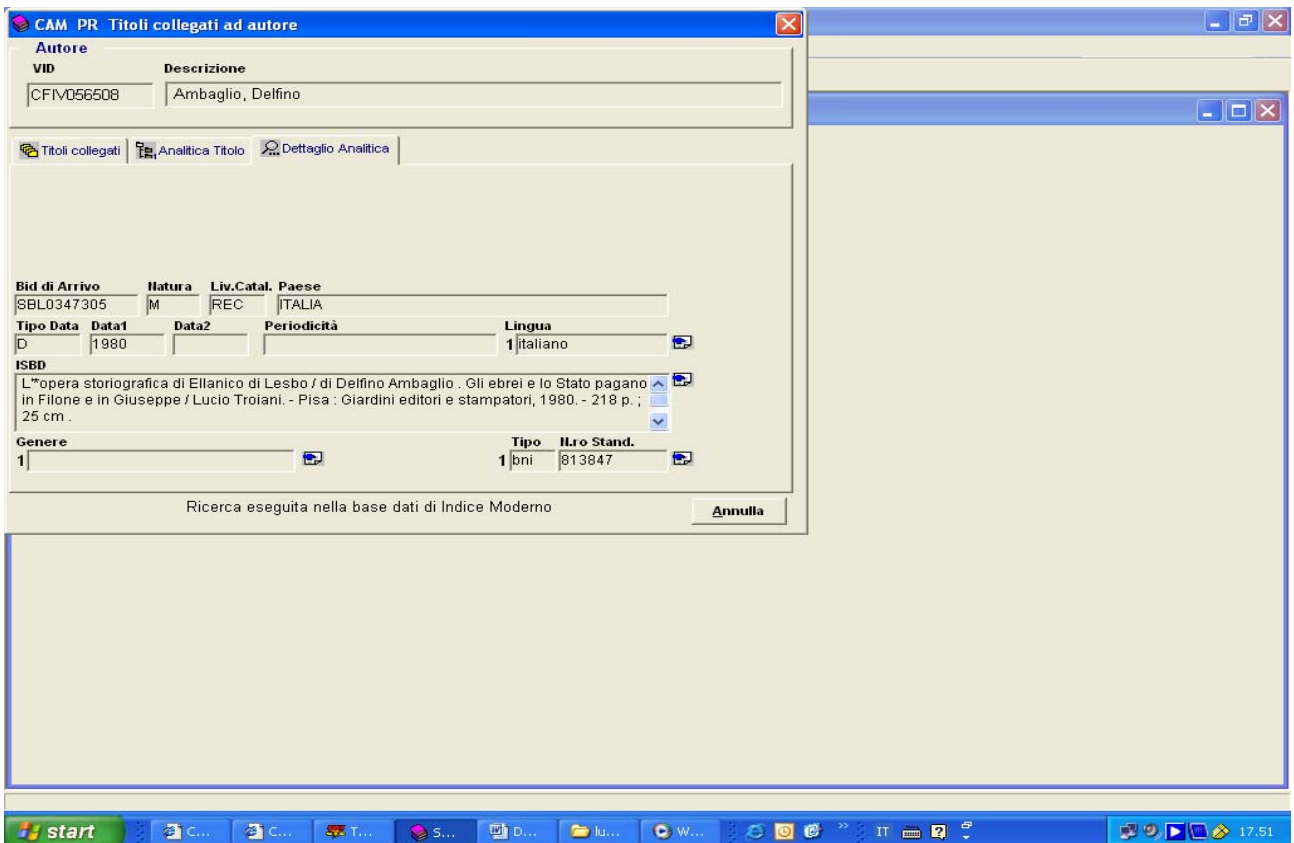 CAM PR Titoli collegati ad autore
Autore
VID Descrizione
CFIV056508 Ambaglio, Delfino
Titoli collegati Analitica Titolo Dettaglio Analitica
Bid di Arrivo Natura Liv.Catal. Paese
SBL0347305 M REC ITALIA
Tipo Data Data1 Data2 Periodicità Lingua
D 1980 1 italiano
ISBD
L'*opera storiografica di Ellanico di Lesbo / di Delfino Ambaglio . Gli ebrei e lo Stato pagano
in Filone e in Giuseppe / Lucio Troiani. - Pisa : Giardini editori e stampatori, 1980. - 218 p. ;
25 cm .
Genere Tipo N.ro Stand.
1 1 bni 813847
Ricerca eseguita nella base dati di Indice Moderno Annulla
start C... C... T... S... D... lu... W... IT 17.51